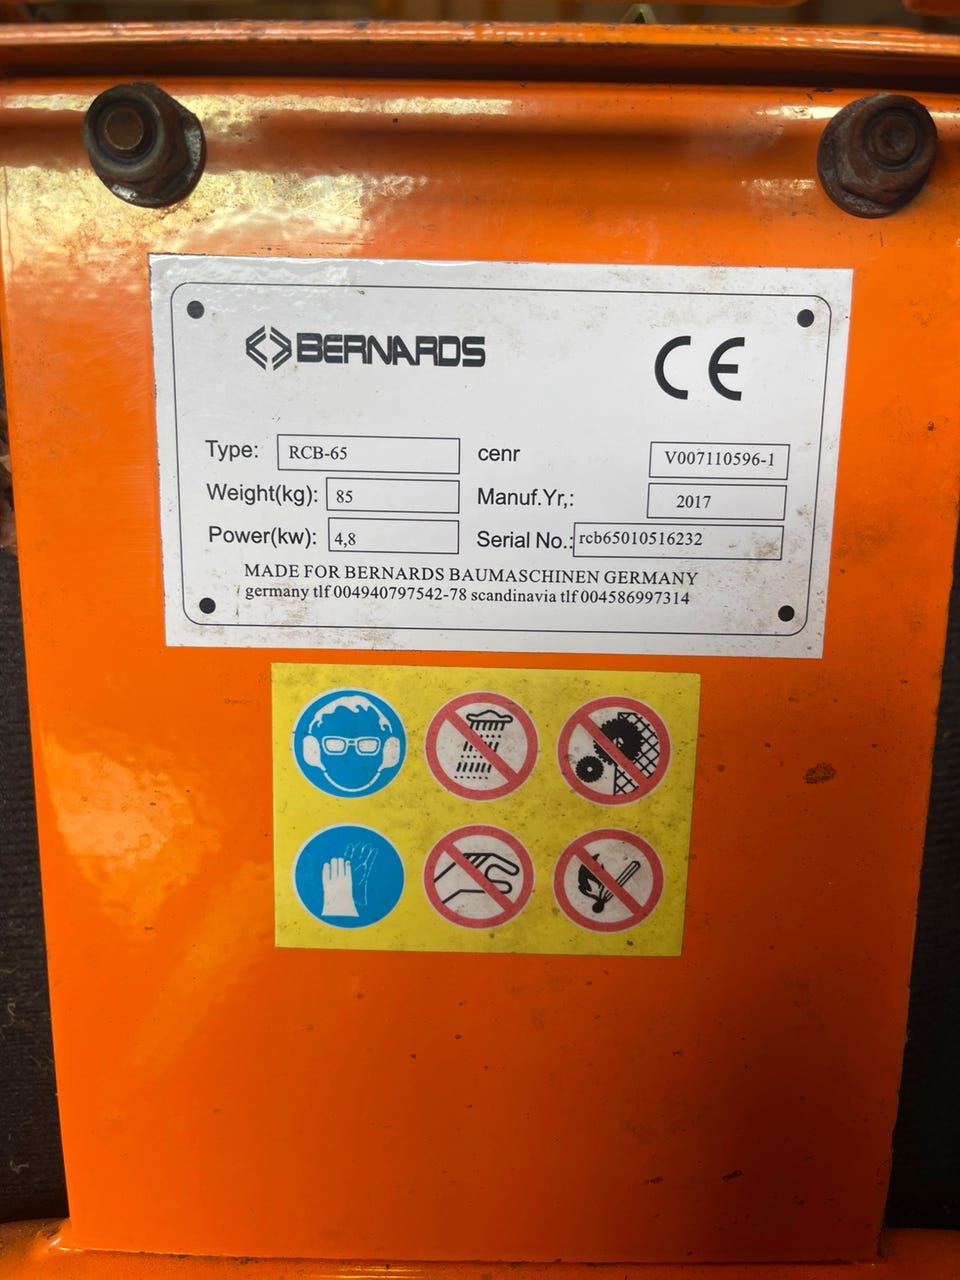 BERNARDS
CE
Type: RCB-65 cenr V007110596-1
Weight(kg): 85 Manuf.Yr,: 2017
Power(kw): 4,8 Serial No.: rcb65010516232
MADE FOR BERNARDS BAUMASCHINEN GERMANY
germany tlf 004940797542-78 scandinavia tlf 004586997314